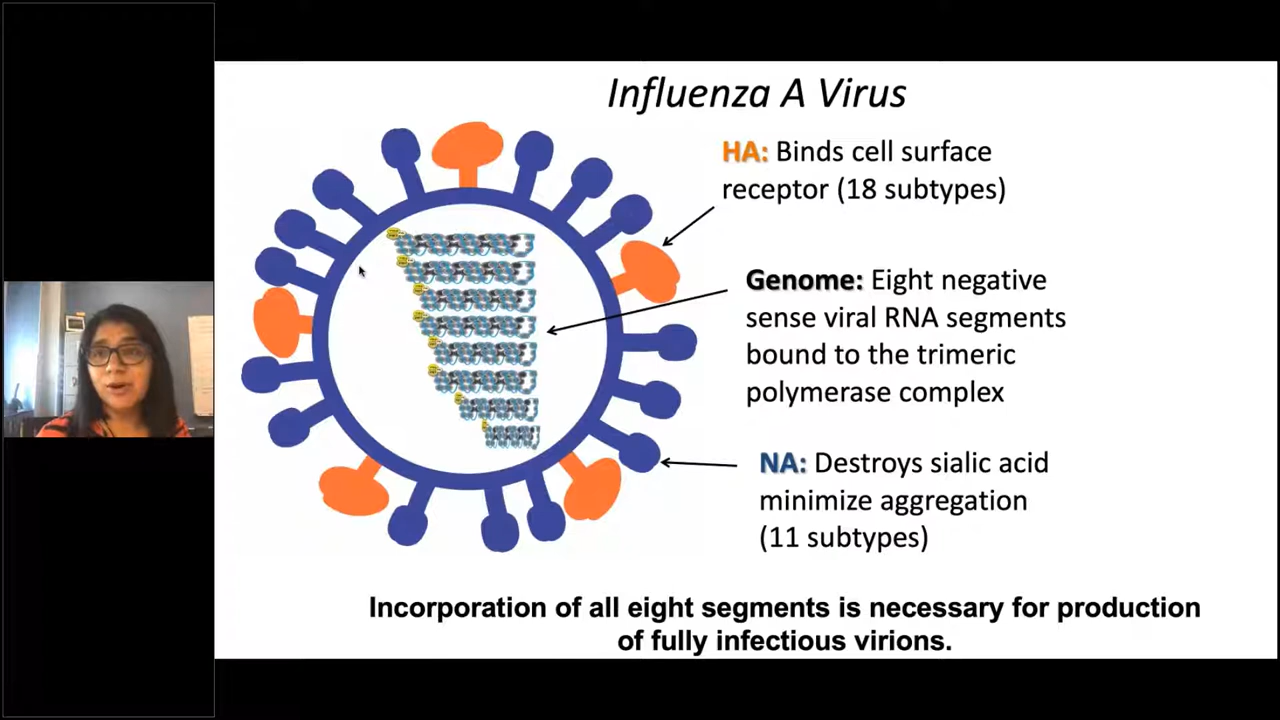 Influenza A Virus
HA: Binds cell surface
receptor (18 subtypes)
Genome: Eight negative
sense viral RNA segments
bound to the trimeric
polymerase complex
NA: Destroys sialic acid
minimize aggregation
(11 subtypes)
Incorporation of all eight segments is necessary for production
of fully infectious virions.